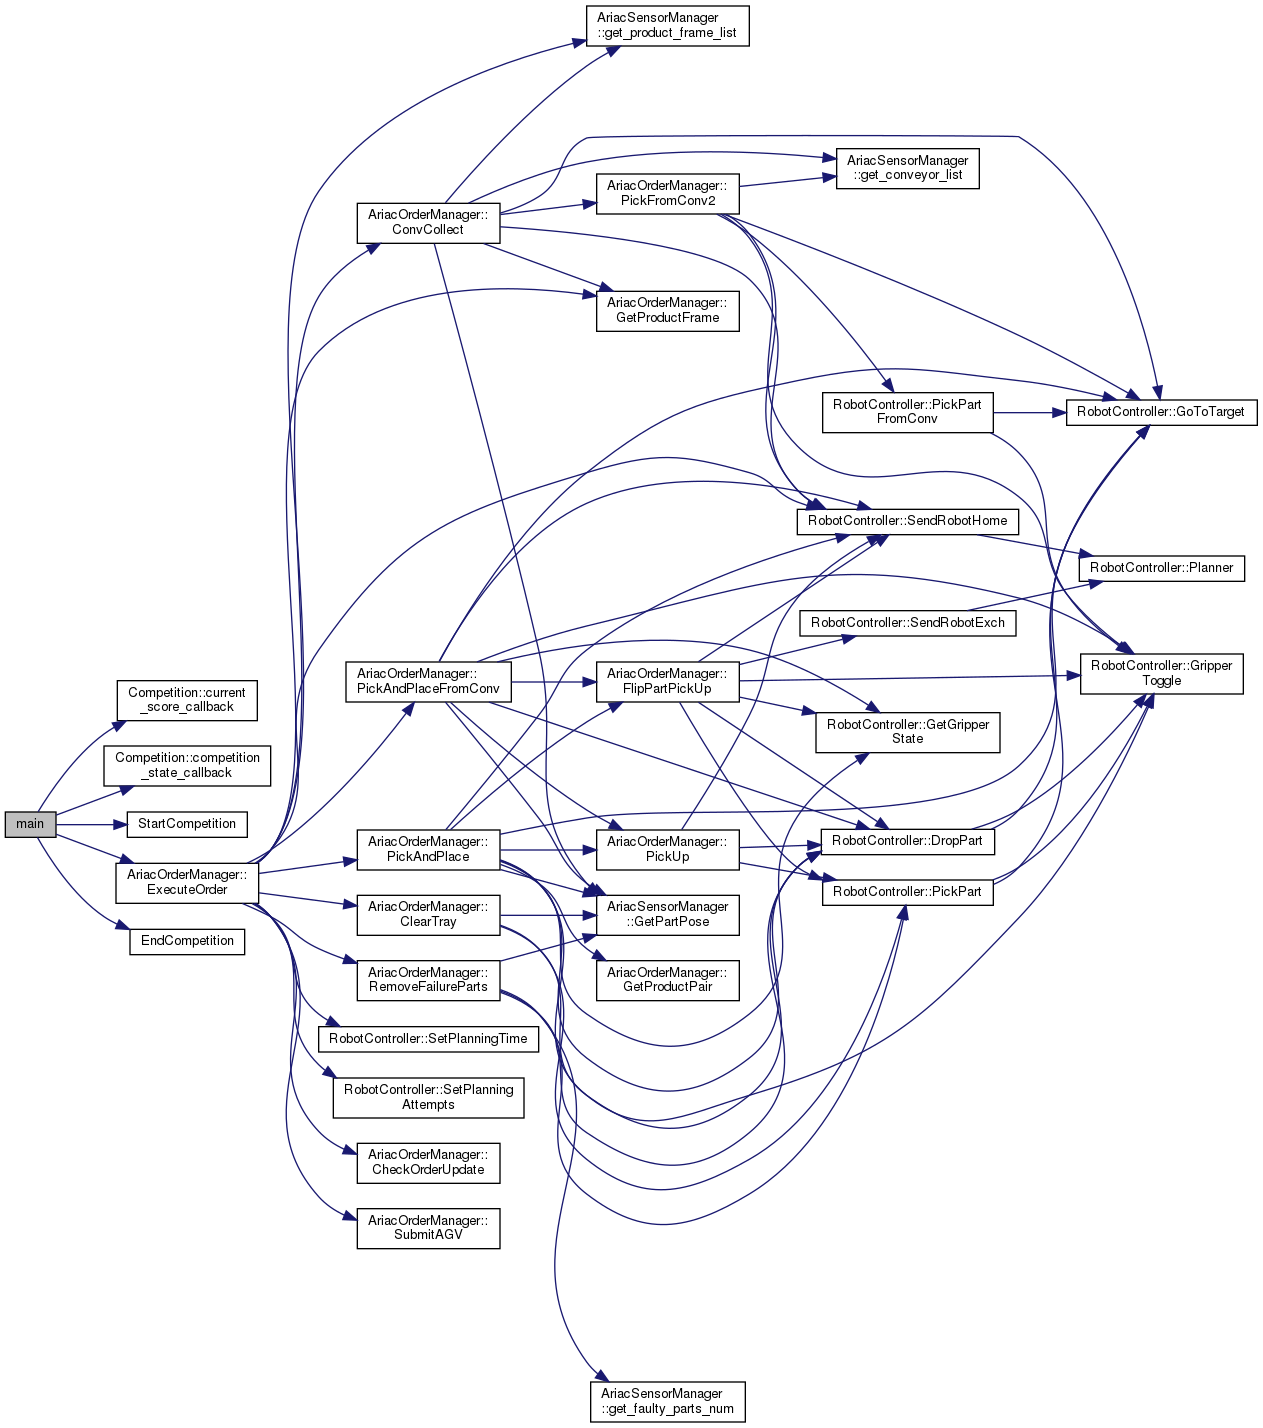 AriacSensorManager
::get_product_frame_list
AriacSensorManager
::get_conveyor_list
AriacOrderManager::
PickFromConv2
AriacOrderManager::
ConvCollect
AriacOrderManager::
GetProductFrame
RobotController::PickPart
FromConv
RobotController::GoToTarget
RobotController::SendRobotHome
RobotController::Planner
RobotController::SendRobotExch
AriacOrderManager::
PickAndPlaceFromConv
AriacOrderManager::
FlipPartPickUp
RobotController::Gripper
Toggle
Competition::current
_score_callback
RobotController::GetGripper
State
Competition::competition
_state_callback
main
StartCompetition
AriacOrderManager::
PickAndPlace
AriacOrderManager::
PickUp
RobotController::DropPart
AriacOrderManager::
ExecuteOrder
RobotController::PickPart
AriacOrderManager::
ClearTray
AriacSensorManager
::GetPartPose
EndCompetition
AriacOrderManager::
RemoveFailureParts
AriacOrderManager::
GetProductPair
RobotController::SetPlanningTime
RobotController::SetPlanning
Attempts
AriacOrderManager::
CheckOrderUpdate
AriacOrderManager::
SubmitAGV
AriacSensorManager
::get_faulty_parts_num